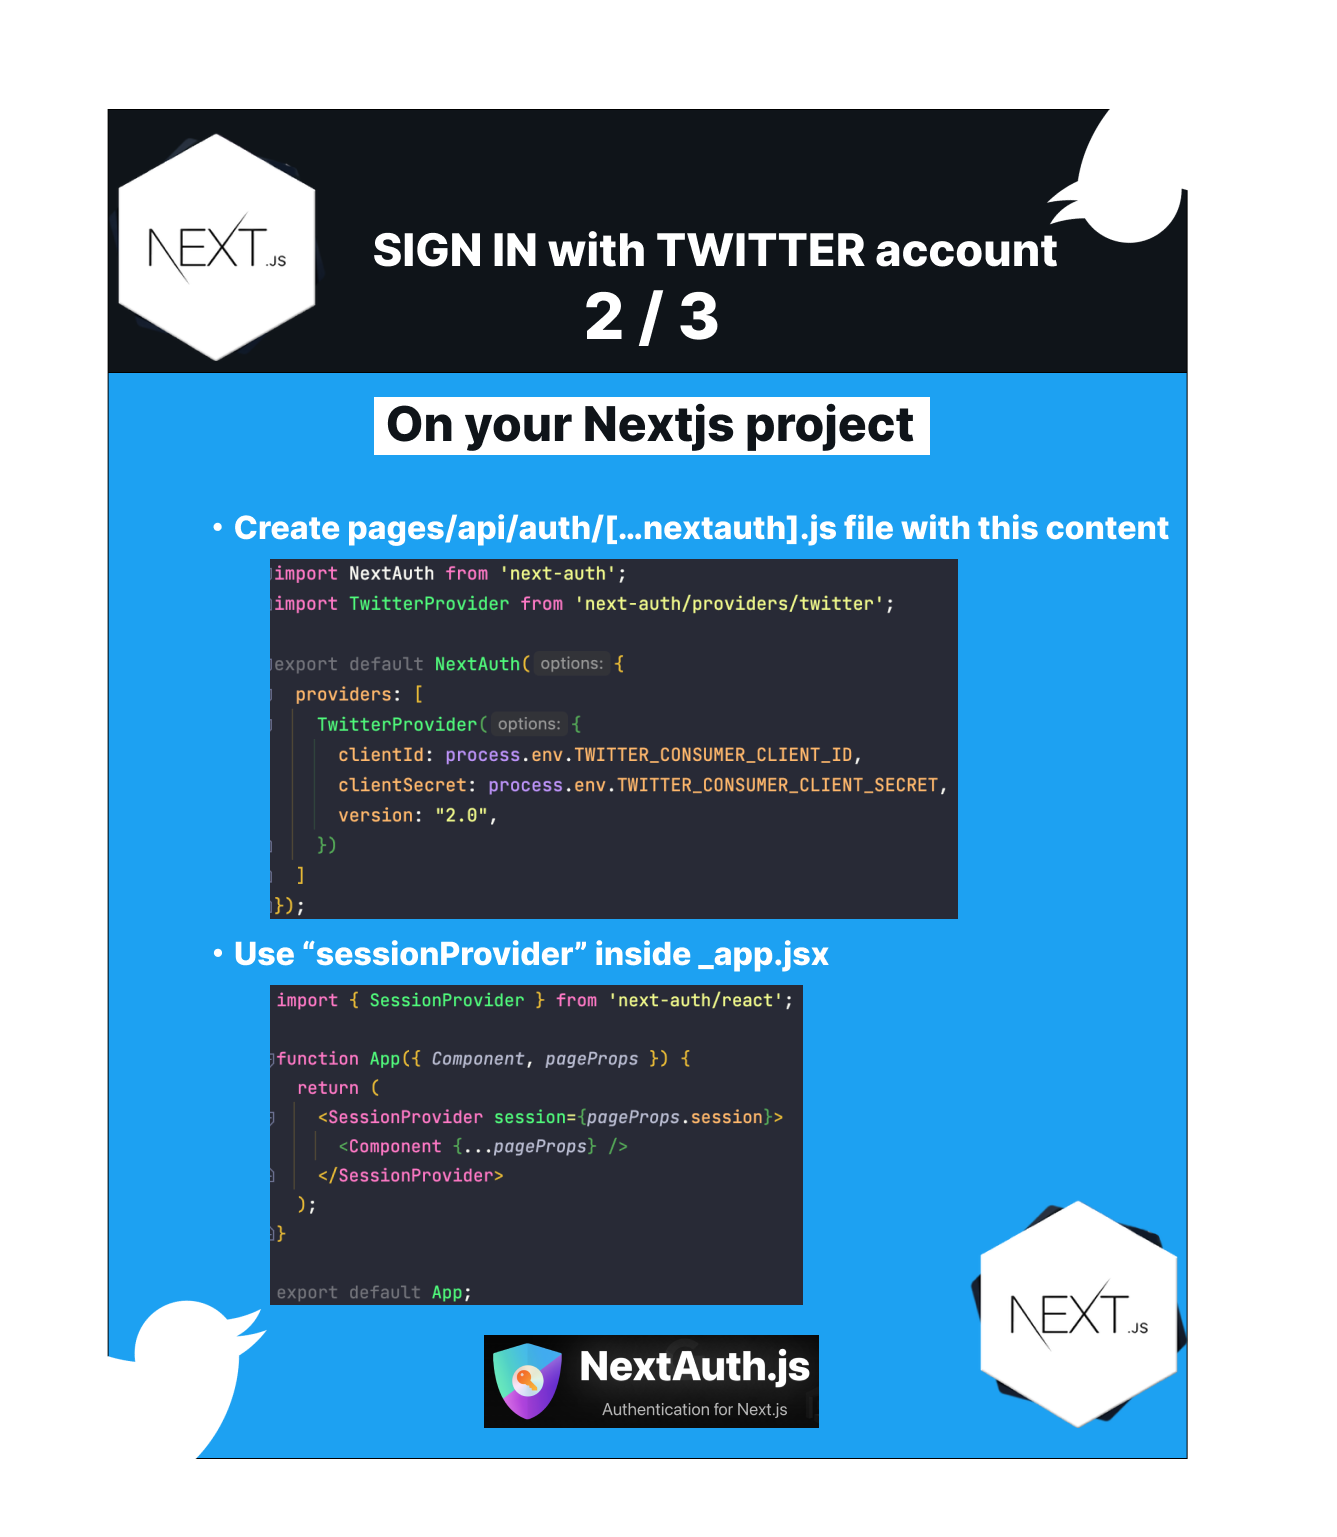 NEXT.JS
SIGN IN with TWITTER account
2 / 3
On your Nextjs project
• Create pages/api/auth/[...nextauth].js file with this content
import NextAuth from 'next-auth';
import TwitterProvider from 'next-auth/providers/twitter';
export default NextAuth( options: {
providers: [
TwitterProvider( options: {
clientId: process.env.TWITTER_CONSUMER_CLIENT_ID,
clientSecret: process.env.TWITTER_CONSUMER_CLIENT_SECRET,
version: "2.0",
})
]
});
• Use “sessionProvider” inside _app.jsx
import { SessionProvider } from 'next-auth/react';
function App({ Component, pageProps }) {
return (
<SessionProvider session={pageProps.session}>
<Component {...pageProps} />
</SessionProvider>
);
}
export default App;
NEXT.JS
NextAuth.js
Authentication for Next.js